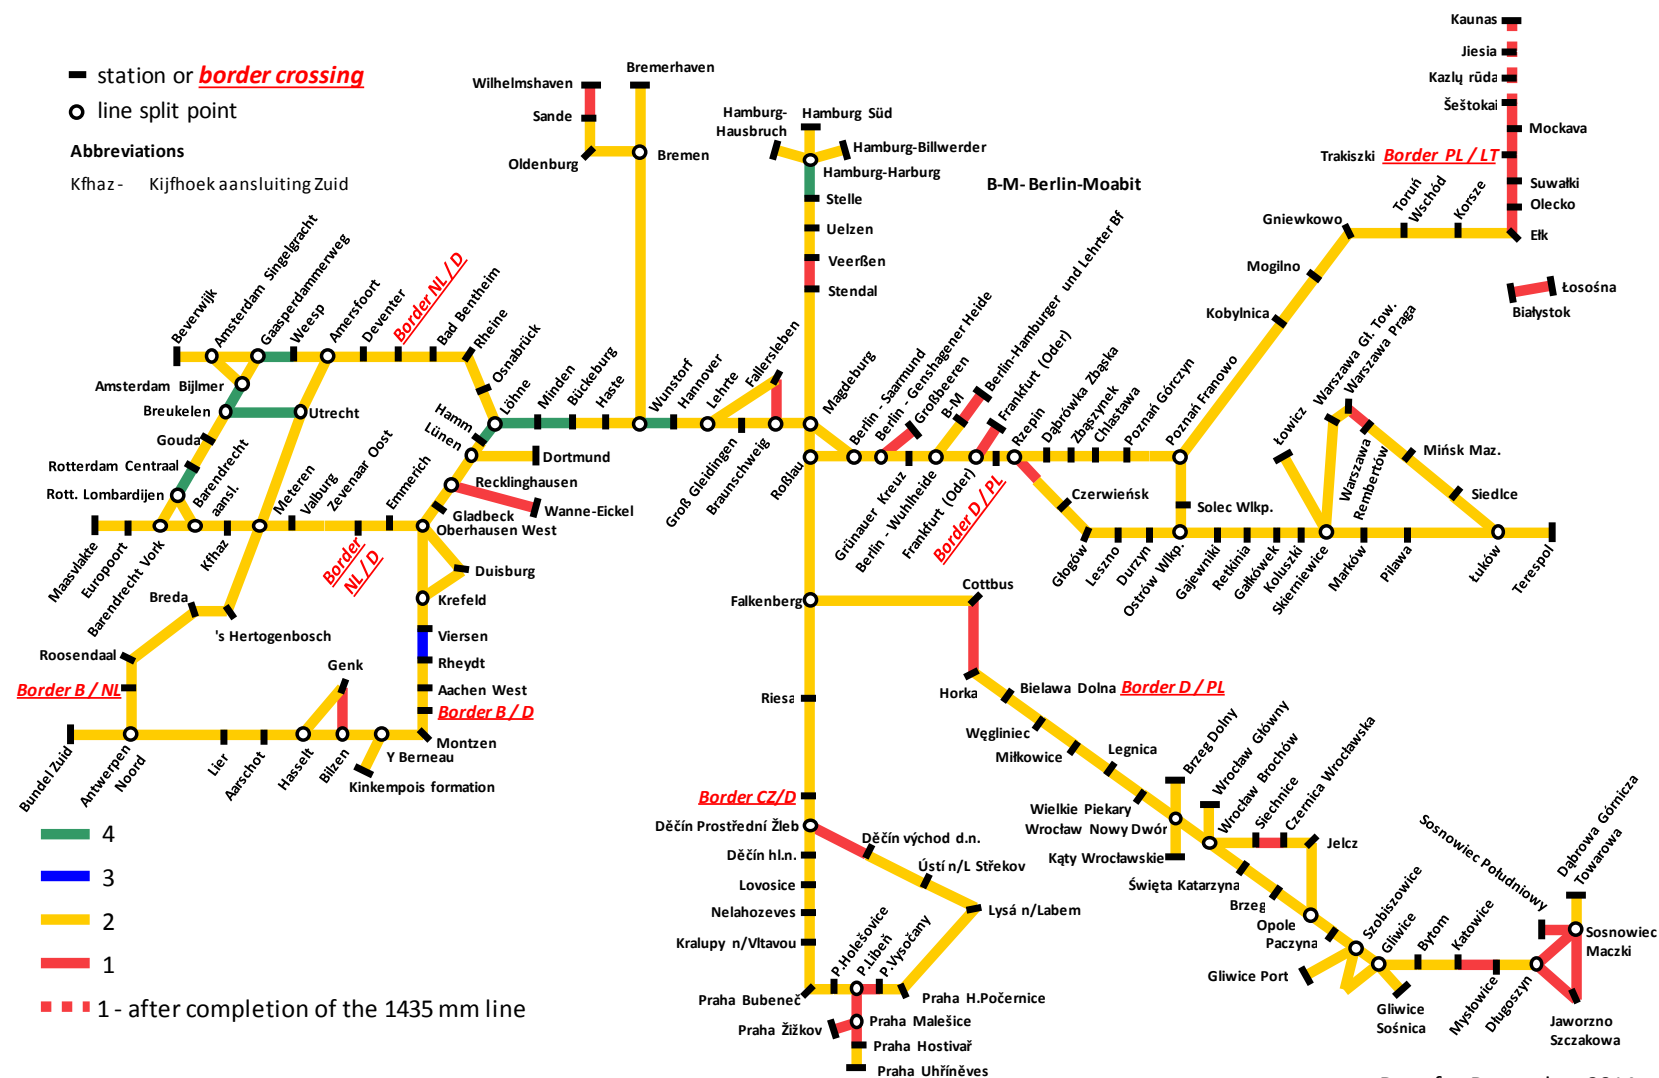 station or border crossing
line split point
Abbreviations
Kfhaz - Kijfhoek aansluiting Zuid
Wilhelmshaven
Sande
Oldenburg
Bremerhaven
Bremen
Hamburg-
Hausbruch
Hamburg Süd
Hamburg-Billwerder
Hamburg-Harburg
Stelle
Uelzen
Veerßen
Stendal
B-M- Berlin-Moabit
Kaunas
Jiesia
Kazlų rūda
Šeštokai
Mockava
Trakiszki Border PL / LT
Suwałki
Olecko
Ełk
Korsze
Toruń
Wschód
Gniewkowo
Mogilno
Kobylnica
Poznań Franowo
Łosośna
Białystok
Beverwijk
Amsterdam Singelgracht
Gaasperdammerweg
Weesp
Amersfoort
Deventer
Border NL / D
Bad Bentheim
Rheine
Osnabrück
Löhne
Minden
Bückeburg
Haste
Wunstorf
Hannover
Lehrte
Fallersleben
Groß Gleidingen
Braunschweig
Magdeburg
Roßlau
Berlin - Saarmund
Berlin - Genshagener Heide
Großbeeren
B-M
Berlin-Hamburger und Lehrter Bf
Frankfurt (Oder)
Grünauer Kreuz
Berlin - Wuhlheide
Frankfurt (Oder)
Border D / PL
Rzepin
Dąbrówka Zbąska
Zbąszynek
Chlastawa
Poznań Górczyn
Czerwieńsk
Głogów
Leszno
Durzyn
Ostrów Wlkp.
Solec Wlkp.
Gajewniki
Retkinia
Gałkówek
Koluszki
Skierniewice
Łowicz
Warszawa Gł. Tow.
Warszawa Praga
Warszawa
Rembertów
Mińsk Maz.
Siedlce
Marków
Pilawa
Łuków
Terespol
Amsterdam Bijlmer
Breukelen
Utrecht
Gouda
Rotterdam Centraal
Rott. Lombardijen
Barendrecht
aansl.
Meteren
Valburg
Zevenaar Oost
Emmerich
Hamm
Lünen
Dortmund
Recklinghausen
Wanne-Eickel
Gladbeck
Oberhausen West
Maasvlakte
Europoort
Barendrecht Vork
Kfhaz
Border
NL / D
Duisburg
Krefeld
Viersen
Rheydt
Aachen West
Border B / D
Montzen
Breda
's Hertogenbosch
Roosendaal
Border B / NL
Bundel Zuid
Antwerpen
Noord
Lier
Aarschot
Hasselt
Genk
Bilzen
Y Berneau
Kinkempois formation
Falkenberg
Cottbus
Riesa
Horka
Bielawa Dolna Border D / PL
Węgliniec
Miłkowice
Legnica
Wielkie Piekary
Wrocław Nowy Dwór
Kąty Wrocławskie
Brzeg Dolny
Wrocław Główny
Wrocław Brochów
Siechnice
Czernica Wrocławska
Jelcz
Święta Katarzyna
Brzeg
Opole
Paczyna
Szobiszowice
Gliwice
Gliwice Port
Gliwice
Sośnica
Bytom
Katowice
Mysłowice
Długoszyn
Sosnowiec Południowy
Dąbrowa Górnicza
Towarowa
Sosnowiec
Maczki
Jaworzno
Szczakowa
Border CZ/D
Děčín Prostřední Žleb
Děčín východ d.n.
Děčín hl.n.
Ústí n/L Střekov
Lovosice
Lysá n/Labem
Nelahozeves
Kralupy n/Vltavou
P.Holešovice
P.Libeň
P.Vysočany
Praha Bubeneč
Praha H.Počernice
Praha Žižkov
Praha Malešice
Praha Hostivař
Praha Uhříněves
4
3
2
1
1 - after completion of the 1435 mm line